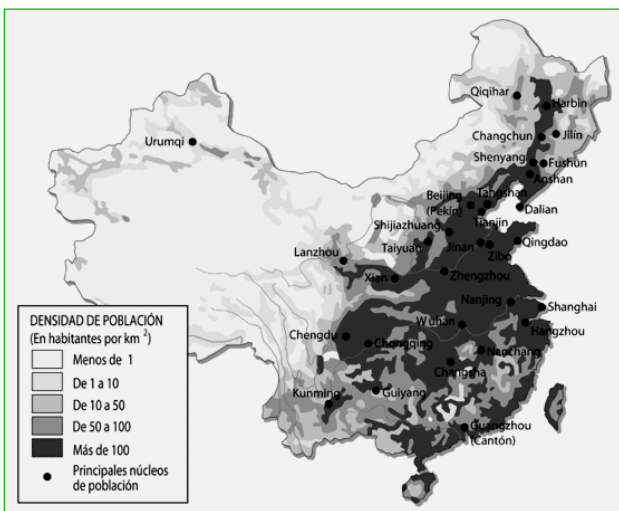 Qiqihar
Harbin
Urumqi
Changchun
Jilín
Shenyang
Fushun
Anshan
Beijing
(Pekín)
Tangshan
Dalian
Tianjin
Shijiazhuang
Taiyuan
Jinan
Qingdao
Zibo
Lanzhou
Xian
Zhengzhou
Nanjing
Shanghai
Wuhan
Hangzhou
Chengdu
Chongqing
Nanchang
Changsha
Kunming
Guiyang
Guangzhou
(Cantón)
DENSIDAD DE POBLACIÓN
(En habitantes por km ²)
Menos de 1
De 1 a 10
De 10 a 50
De 50 a 100
Más de 100
Principales núcleos
de población